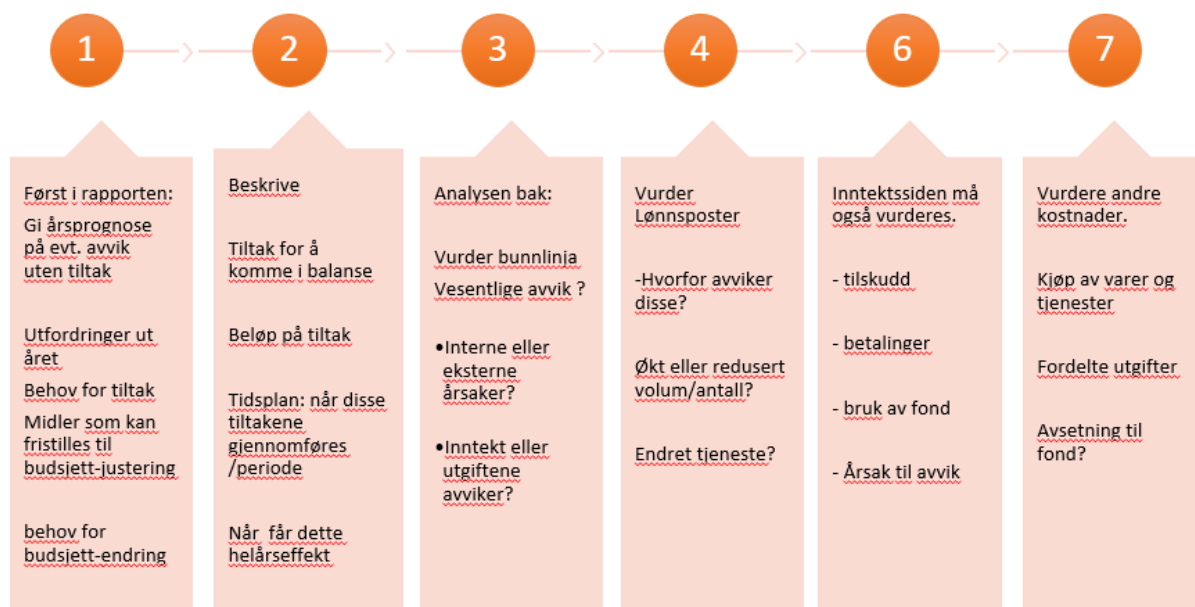 1
2
3
4
6
7
Først i rapporten:
Gi årsprognose
på evt. avvik
uten tiltak
Utfordringer ut
året
Behov for tiltak
Midler som kan
fristilles til
budsjett-justering
behov for
budsjett-endring
Beskrive
Tiltak for å
komme i balanse
Beløp på tiltak
Tidsplan: når disse
tiltakene
gjennomføres
/periode
Når får dette
helårseffekt
Analysen bak:
Vurder bunnlinja
Vesentlige avvik ?
•Interne eller
eksterne
årsaker?
•Inntekt eller
utgiftene
avviker?
Vurder
Lønnsposter
-Hvorfor avviker
disse?
Økt eller redusert
volum/antall?
Endret tjeneste?
Inntektssiden må
også vurderes.
- tilskudd
- betalinger
- bruk av fond
- Årsak til avvik
Vurdere andre
kostnader.
Kjøp av varer og
tjenester
Fordelte utgifter
Avsetning til
fond?